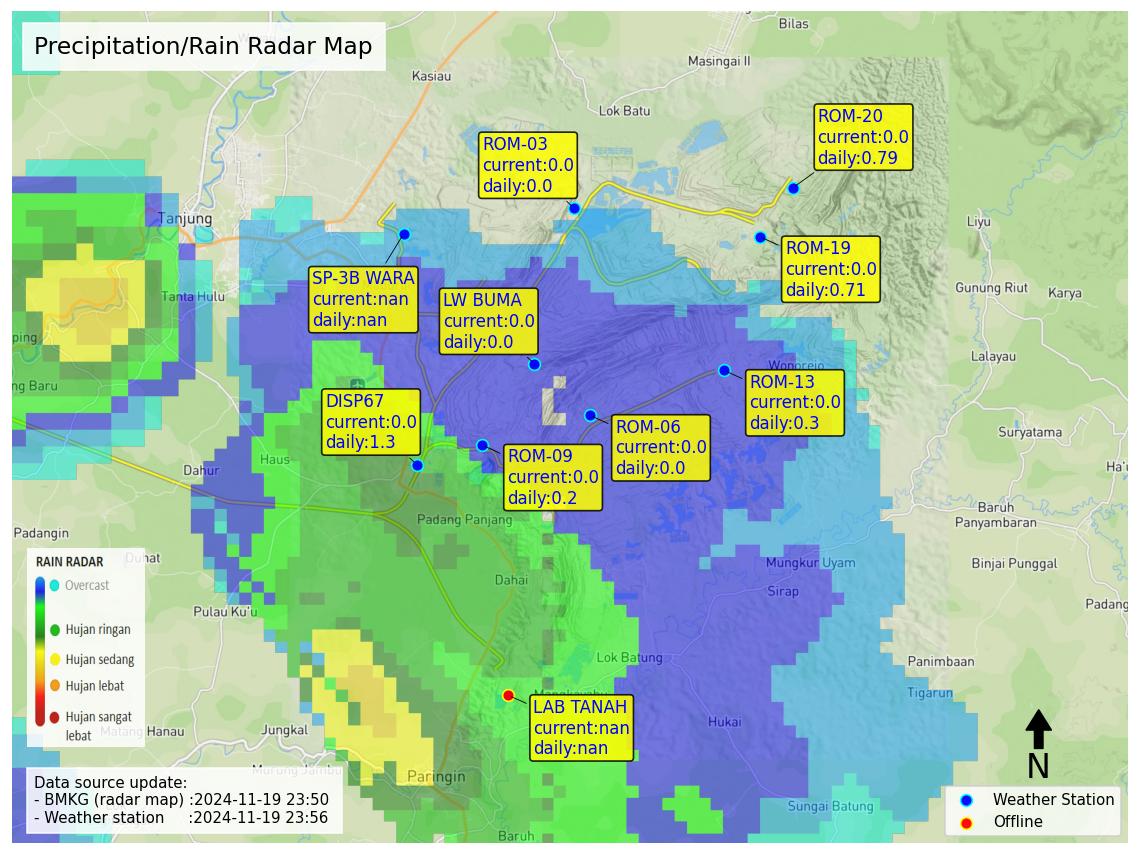 Precipitation/Rain Radar Map
Bilas
Masingai II
Kasiau
Lok Batu
ROM-20
current:0.0
daily:0.79
ROM-03
current:0.0
daily:0.0
Tanjung
Liyu
ROM-19
current:0.0
daily:0.71
SP-3B WARA
current:nan
daily:nan
LW BUMA
current:0.0
daily:0.0
Tanta Hulu
Gunung Riut
Karya
ping
Lalayau
Wonorejo
ng Baru
ROM-13
current:0.0
daily:0.3
DISP67
current:0.0
daily:1.3
ROM-06
current:0.0
daily:0.0
Suryatama
ROM-09
current:0.0
daily:0.2
Haus
Dahur
Ha'u
Baruh
Panyambaran
Padang Panjang
Padangin
Duhat
Mungkur Uyam
Binjai Punggal
Dahai
Sirap
Padang
Pulau Ku'u
RAIN RADAR
Overcast
Hujan ringan
Hujan sedang
Hujan lebat
Hujan sangat
lebat
Lok Batung
Panimbaan
Tigarun
LAB TANAH
current:nan
daily:nan
Hukai
Matang Hanau
Jungkal
Murung Jambu
Paringin
Sungai Batung
Baruh
N
Data source update:
- BMKG (radar map) :2024-11-19 23:50
- Weather station :2024-11-19 23:56
Weather Station
Offline